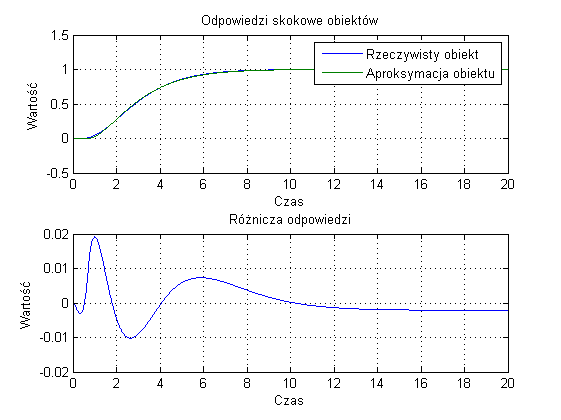 Odpowiedzi skokowe obiektów
1.5
1
0.5
0
-0.5
Wartość
Rzeczywisty obiekt
Aproksymacja obiektu
0 2 4 6 8 10 12 14 16 18 20
Czas
Różnicza odpowiedzi
0.02
0.01
0
-0.01
-0.02
Wartość
0 2 4 6 8 10 12 14 16 18 20
Czas